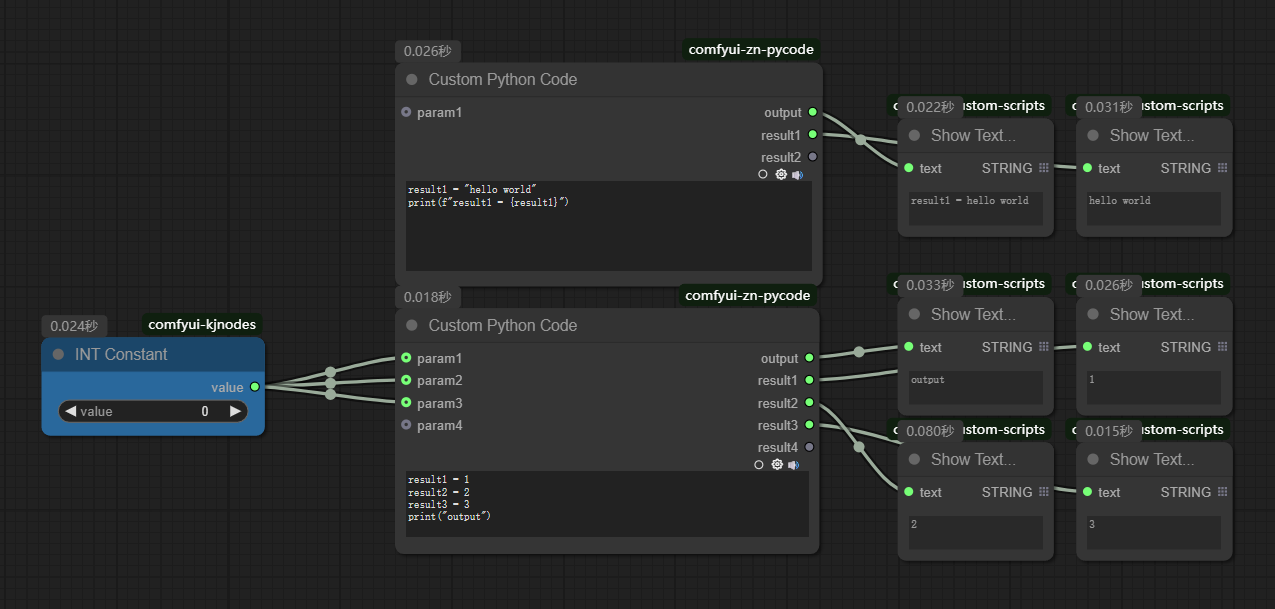 0.026秒
comfyui-zn-pycode
Custom Python Code
param1
output
result1
result2
result1 = "hello world"
print(f"result1 = {result1}")
0.022秒
ustom-scripts
Show Text...
text STRING
result1 = hello world
0.031秒
ustom-scripts
Show Text...
text STRING
hello world
0.024秒
comfyui-kjnodes
INT Constant
value
value 0
0.018秒
comfyui-zn-pycode
Custom Python Code
param1
param2
param3
param4
output
result1
result2
result3
result4
result1 = 1
result2 = 2
result3 = 3
print("output")
0.033秒
ustom-scripts
Show Text...
text STRING
output
0.026秒
ustom-scripts
Show Text...
text STRING
1
0.080秒
ustom-scripts
Show Text...
text STRING
2
0.015秒
ustom-scripts
Show Text...
text STRING
3